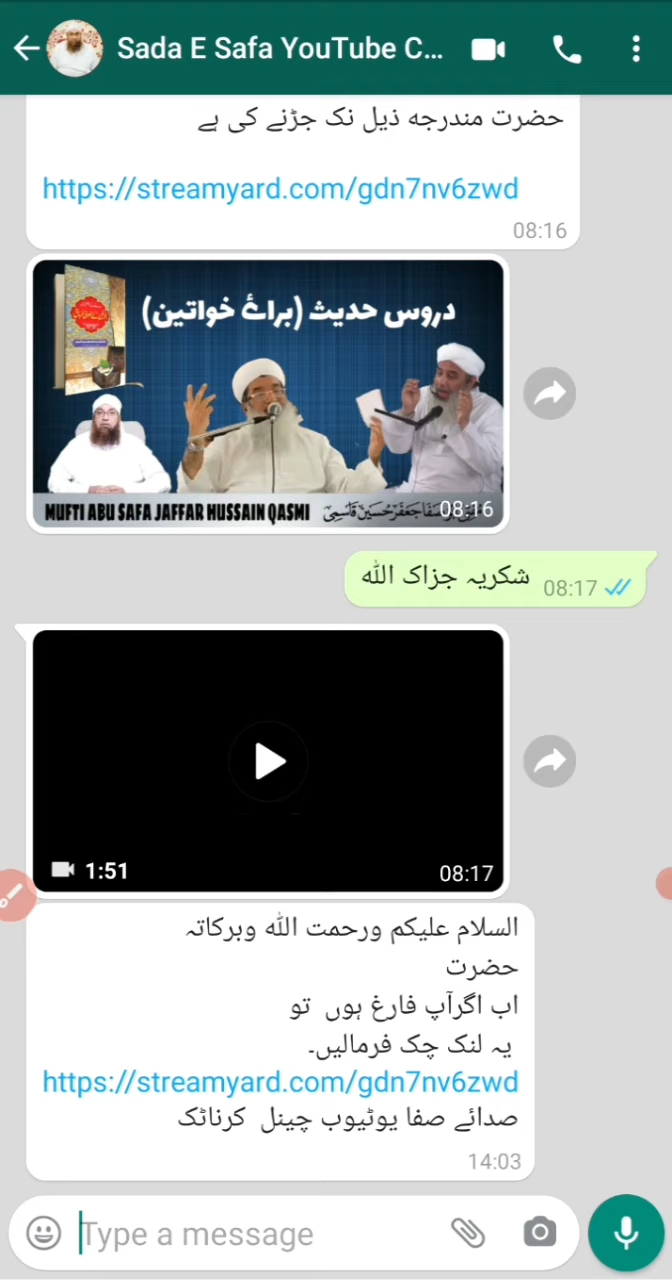 Sada E Safa YouTube C...
حضرت مندرجہ ذیل نک جڑنے کی ہے
https://streamyard.com/gdn7nv6zwd
08:16
دروس حدیث (برائے خواتین)
MUFTI ABU SAFA JAFFAR HUSSAIN QASMI
08:16
شکریہ جزاک اللہ
08:17
1:51
08:17
السلام علیکم ورحمت اللہ وبرکاتہ
حضرت
اب اگرآپ فارغ ہوں تو
یہ لنک چک فرمالیں۔
https://streamyard.com/gdn7nv6zwd
صدائے صفا یوٹیوب چینل کرناٹک
14:03
Type a message